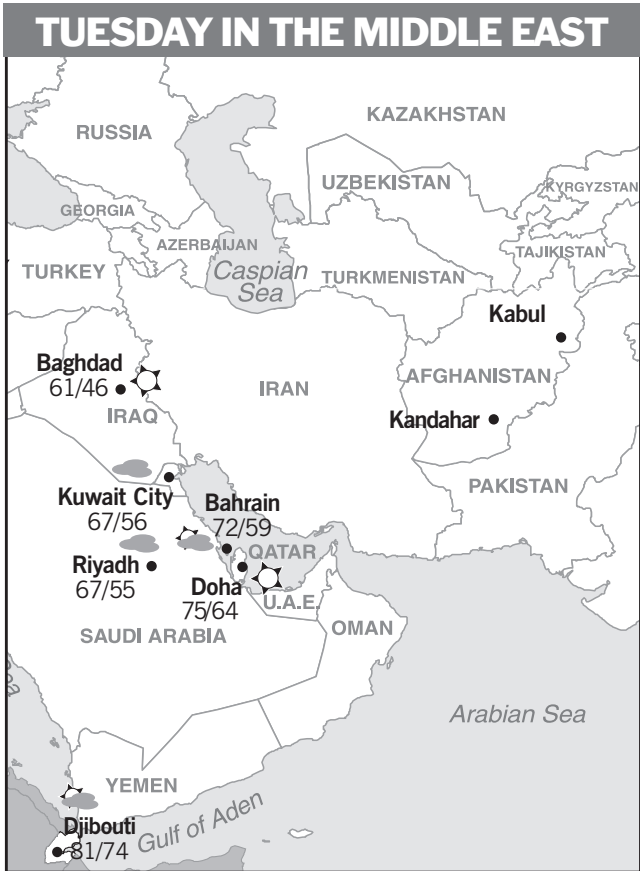 TUESDAY IN THE MIDDLE EAST
KAZAKHSTAN
RUSSIA
UZBEKISTAN
KYRGYZSTAN
GEORGIA
AZERBAIJAN
TAJIKISTAN
TURKEY
Caspian
Sea
TURKMENISTAN
Kabul
Baghdad
61/46
IRAN
AFGHANISTAN
IRAQ
Kandahar
PAKISTAN
Kuwait City
67/56
Bahrain
72/59
QATAR
Riyadh
67/55
Doha
75/64
U.A.E.
OMAN
SAUDI ARABIA
Arabian Sea
YEMEN
Djibouti
81/74
Gulf of Aden